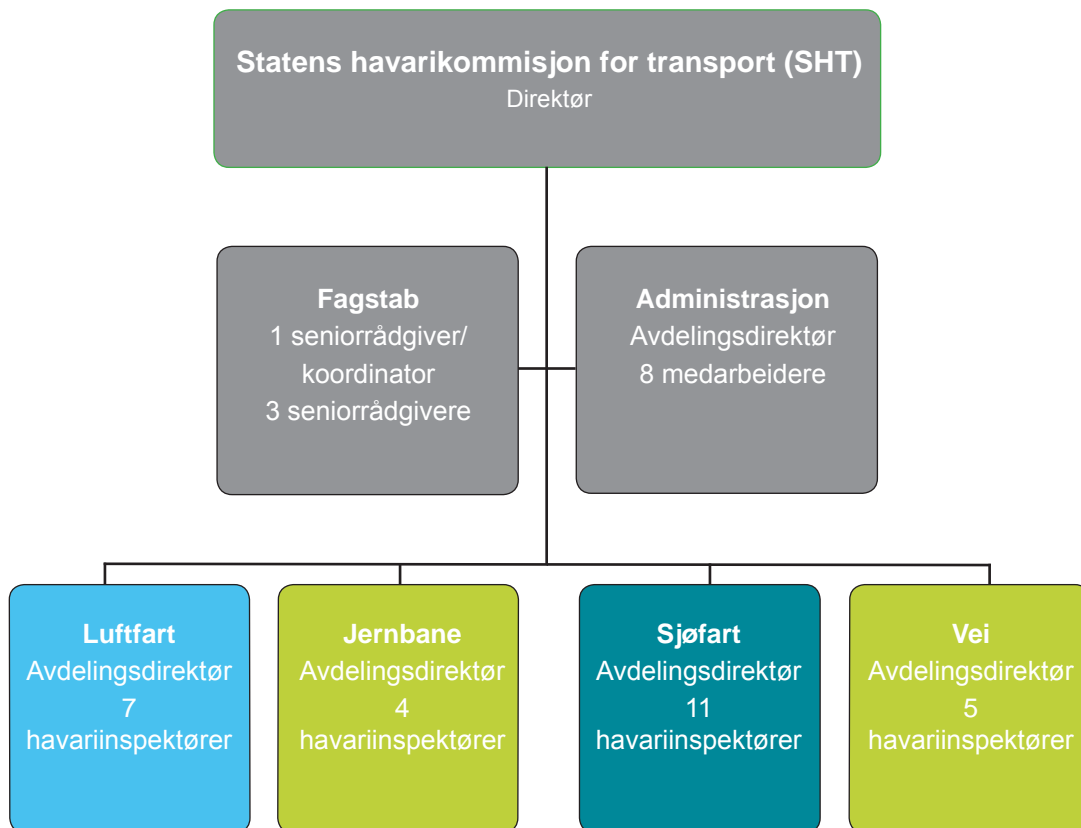 Statens havarikommisjon for transport (SHT)
Direktør
Fagstab
1 seniorrådgiver/
koordinator
3 seniorrådgivere
Administrasjon
Avdelingsdirektør
8 medarbeidere
Luftfart
Avdelingsdirektør
7
havariinspektører
Jernbane
Avdelingsdirektør
4
havariinspektører
Sjøfart
Avdelingsdirektør
11
havariinspektører
Vei
Avdelingsdirektør
5
havariinspektører